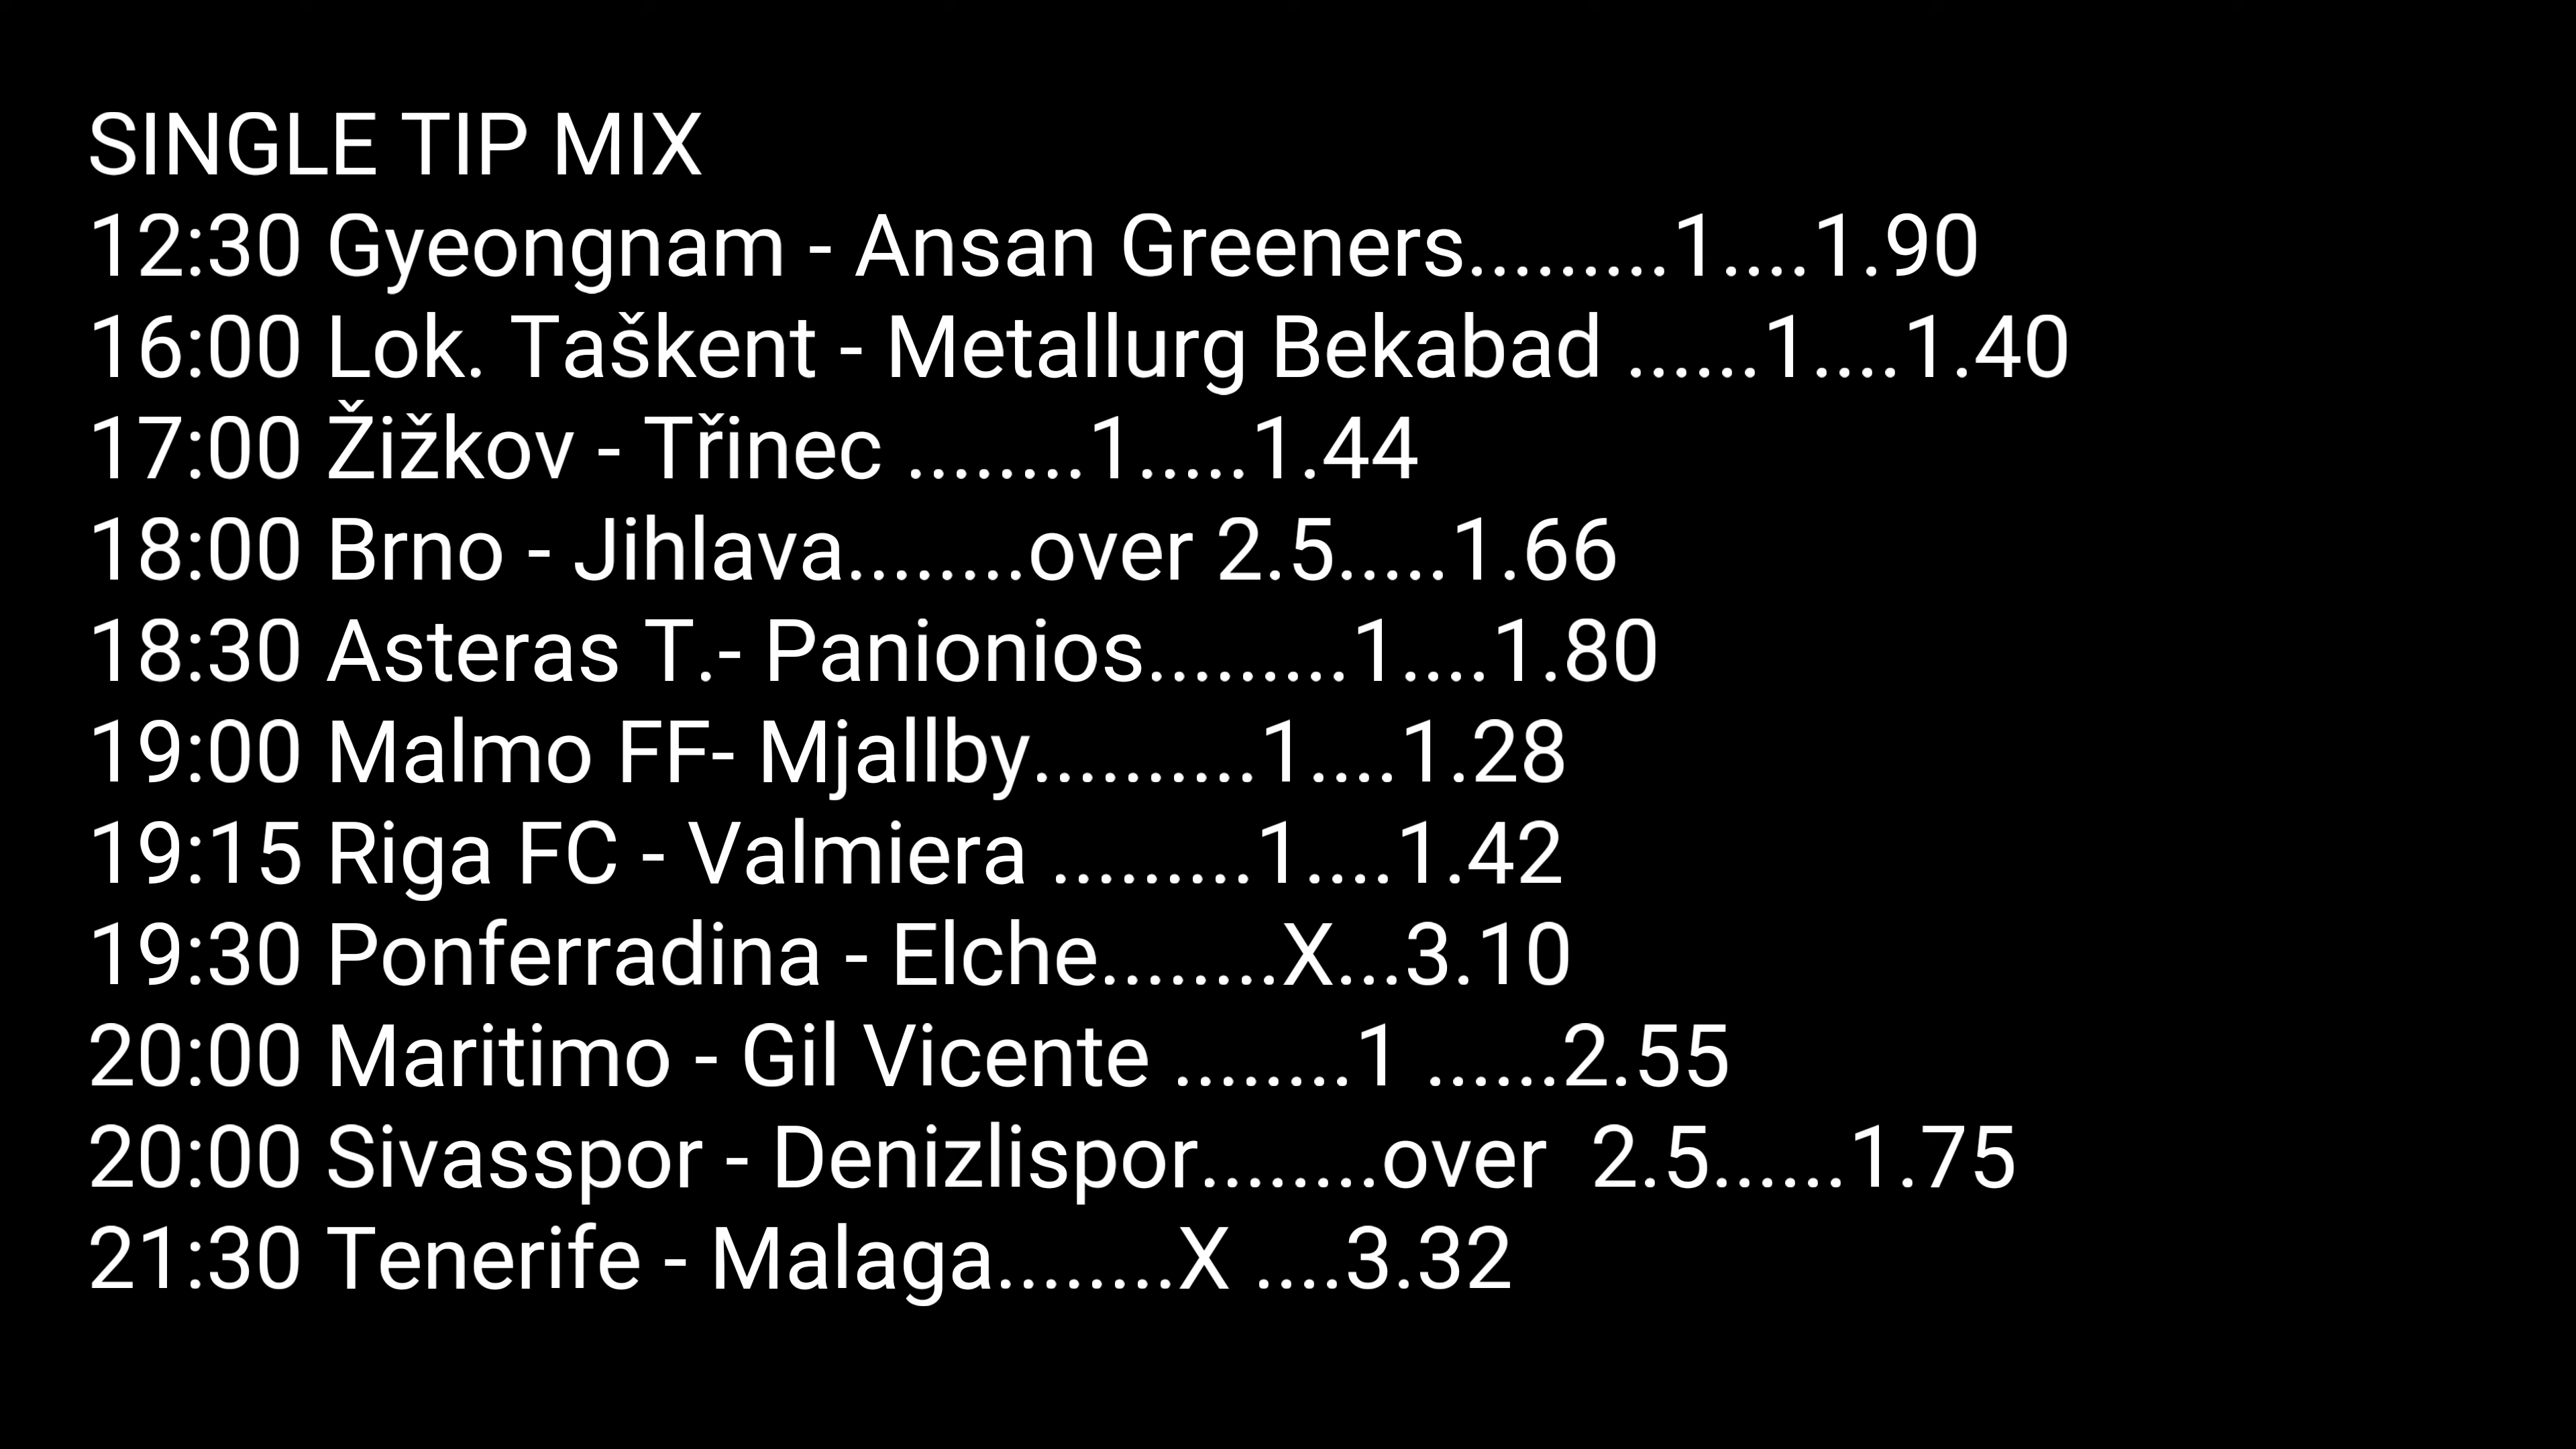 SINGLE TIP MIX
12:30 Gyeongnam - Ansan Greeners.........1....1.90
16:00 Lok. Taškent - Metallurg Bekabad ......1....1.40
17:00 Žižkov - Třinec ........1.....1.44
18:00 Brno - Jihlava........over 2.5.....1.66
18:30 Asteras T.- Panionios.........1....1.80
19:00 Malmo FF- Mjallby..........1....1.28
19:15 Riga FC - Valmiera .........1....1.42
19:30 Ponferradina - Elche........X...3.10
20:00 Maritimo - Gil Vicente ........1 ......2.55
20:00 Sivasspor - Denizlispor........over  2.5......1.75
21:30 Tenerife - Malaga........X ....3.32